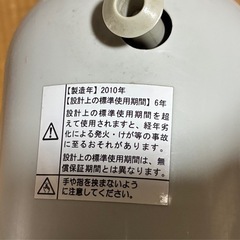 【製造年】2010年
【設計上の標準使用期間】6年
設計上の標準使用期間を超
えて使用されますと、経年劣
化による発火・けが等の事故
に至るおそれがあります。
設計上の標準使用期間は、無
償保証期間とは異なります。
手や指を挟まないよう
に注意してください。